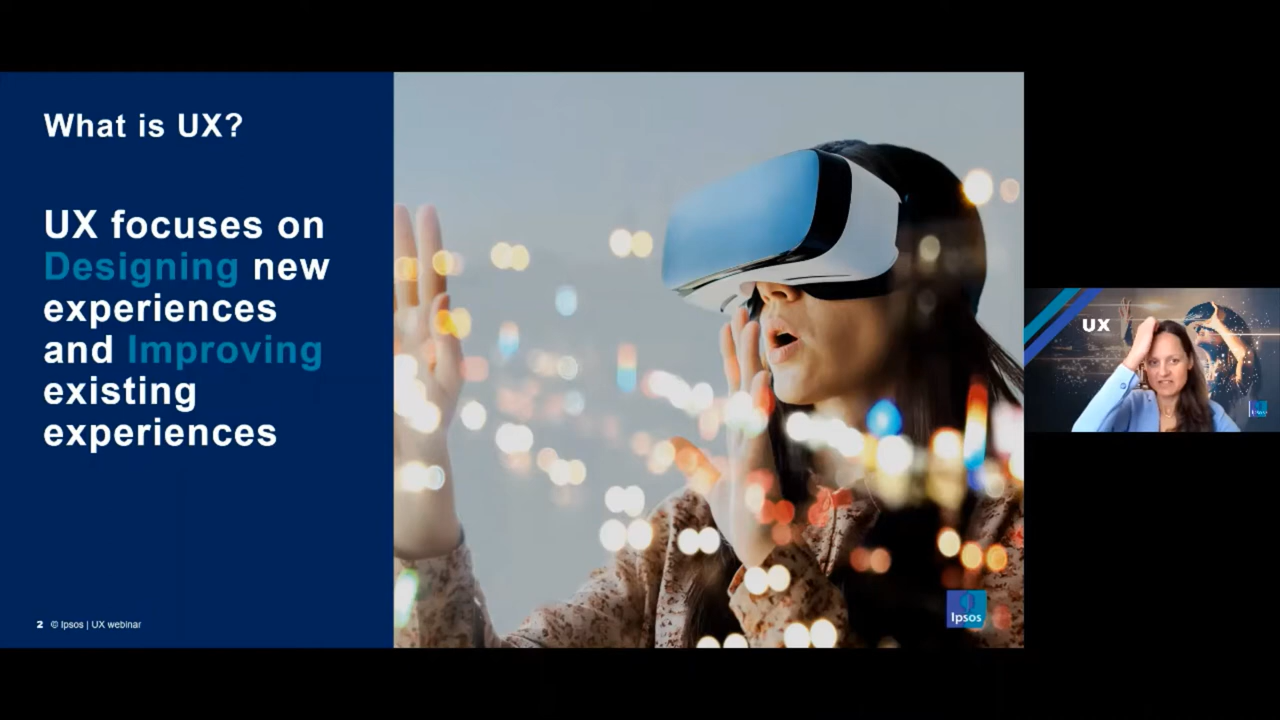 What is UX?
UX focuses on
Designing new
experiences
and Improving
existing
experiences
2 © Ipsos | UX webinar
Ipsos
UX
Ipsos